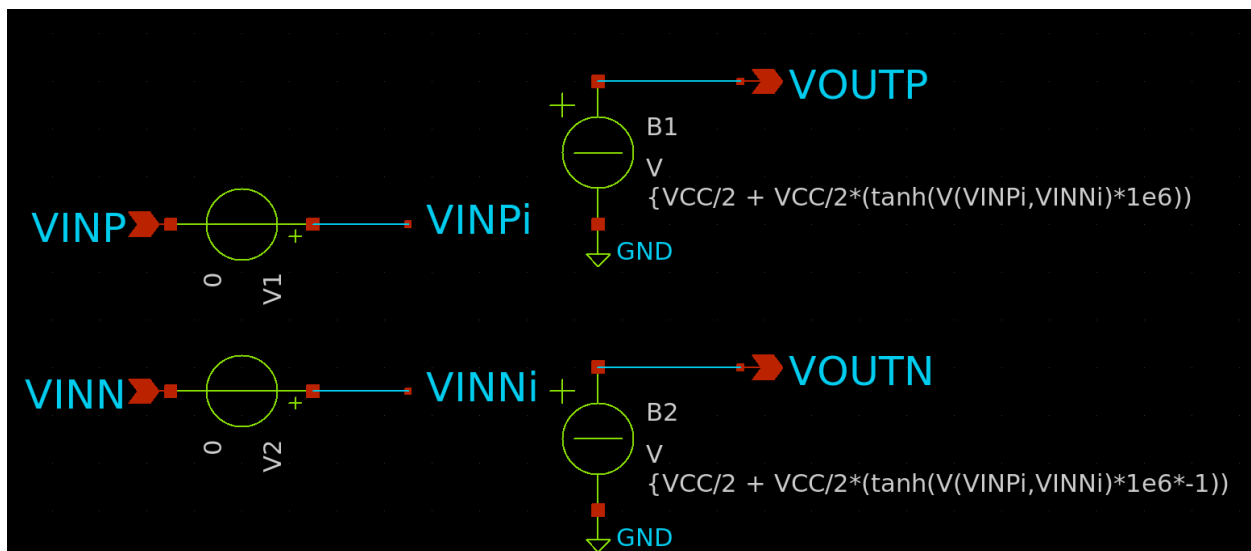 VOUTP
B1
V
{VCC/2 + VCC/2*(tanh(V(VINPi,VINNi)*1e6))
GND
VINP
VINPi
0
V1
VOUTN
B2
V
{VCC/2 + VCC/2*(tanh(V(VINPi,VINNi)*1e6*-1))
GND
VINN
VINNi
0
V2